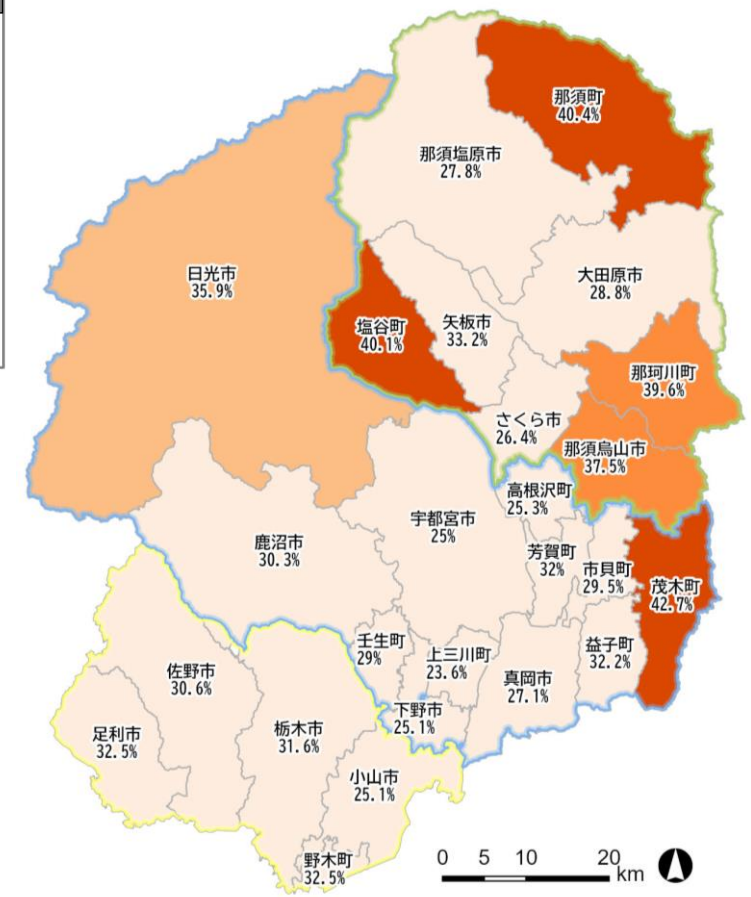 那須町
40.4%
那須塩原市
27.8%
日光市
35.9%
大田原市
28.8%
塩谷町
40.1%
矢板市
33.2%
那珂川町
39.6%
さくら市
26.4%
那須烏山市
37.5%
高根沢町
25.3%
宇都宮市
25%
鹿沼市
30.3%
芳賀町
32%
市貝町
29.5%
茂木町
42.7%
壬生町
29%
上三川町
23.6%
益子町
32.2%
佐野市
30.6%
真岡市
27.1%
下野市
25.1%
足利市
32.5%
栃木市
31.6%
小山市
25.1%
野木町
32.5%
0 5 10 20
km